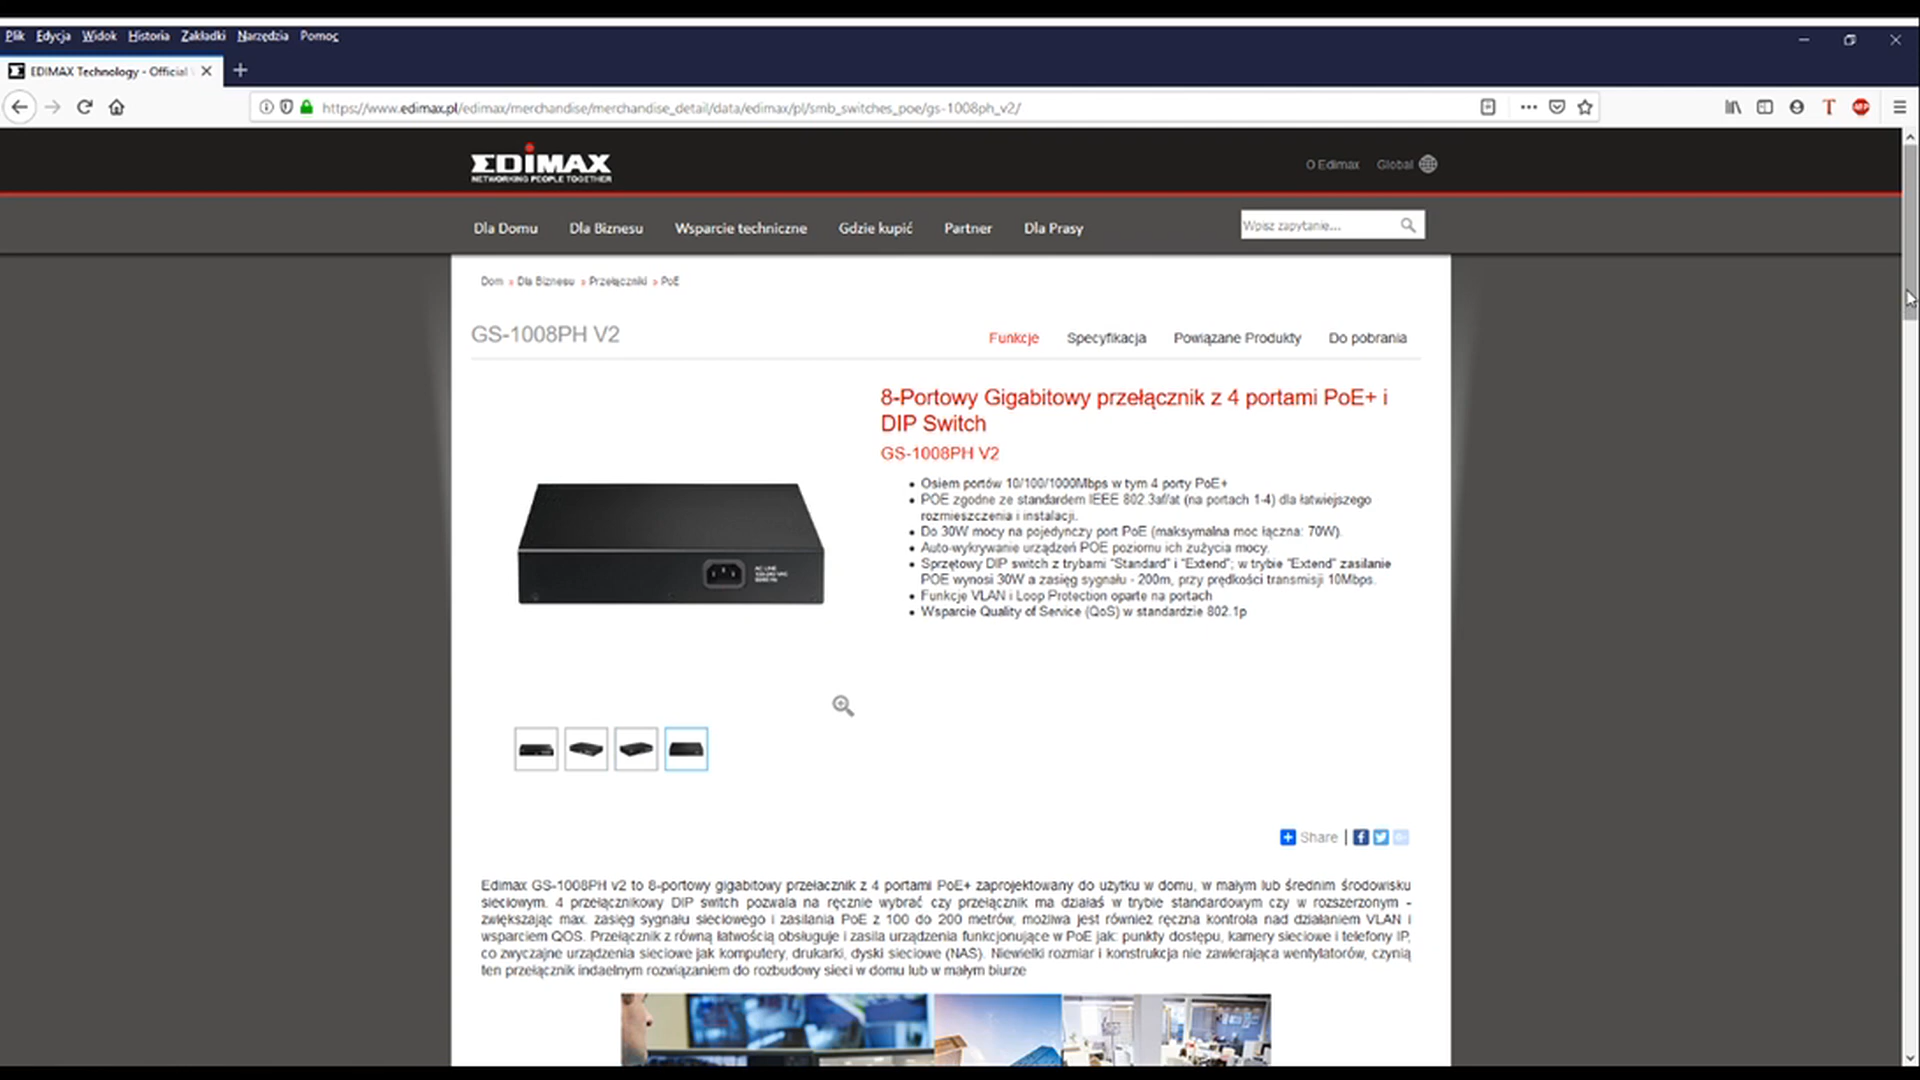 Plik Edycja Widok Historia Zakładki Narzędzia Pomoc
EDIMAX Technology - Official
https://www.edimax.pl/edimax/merchandise/merchandise_detail/data/edimax/pl/smb_switches_poe/gs-1008ph_v2/
ABP
EDIMAX
NETWORKING PEOPLE TOGETHER
O Edimax Global
Dla Domu Dla Biznesu Wsparcie techniczne Gdzie kupić Partner Dla Prasy
Wpisz zapytanie...
Dom » Dla Biznesu » Przełączniki » PoE
GS-1008PH V2
Funkcje Specyfikacja Powiązane Produkty Do pobrania
8-Portowy Gigabitowy przełącznik z 4 portami PoE+ i
DIP Switch
GS-1008PH V2
• Osiem portów 10/100/1000Mbps w tym 4 porty PoE+
• POE zgodne ze standardem IEEE 802.3af/at (na portach 1-4) dla łatwiejszego
rozmieszczenia i instalacji.
• Do 30W mocy na pojedynczy port PoE (maksymalna moc łączna: 70W).
• Auto-wykrywanie urządzeń POE poziomu ich zużycia mocy.
• Sprzętowy DIP switch z trybami "Standard" i "Extend"; w trybie "Extend" zasilanie
POE wynosi 30W a zasięg sygnału - 200m, przy prędkości transmisji 10Mbps.
• Funkcje VLAN i Loop Protection oparte na portach
• Wsparcie Quality of Service (QoS) w standardzie 802.1p
Share |
Edimax GS-1008PH v2 to 8-portowy gigabitowy przełacznik z 4 portami PoE+ zaprojektowany do użytku w domu, w małym lub średnim środowisku
sieciowym. 4 przełącznikowy DIP switch pozwala na ręcznie wybrać czy przełącznik ma działaś w trybie standardowym czy w rozszerzonym -
zwiększając max. zasięg sygnału sieciowego i zasilania PoE z 100 do 200 metrów, możliwa jest również ręczna kontrola nad działaniem VLAN i
wsparciem QOS. Przełącznik z równą łatwością obsługuje i zasila urządzenia funkcjonujące w PoE jak: punkty dostępu, kamery sieciowe i telefony IP,
co zwyczajne urządzenia sieciowe jak komputery, drukarki, dyski sieciowe (NAS). Niewielki rozmiar i konstrukcja nie zawierająca wentylatorów, czynią
ten przełącznik indaelnym rozwiązaniem do rozbudowy sieci w domu lub w małym biurze